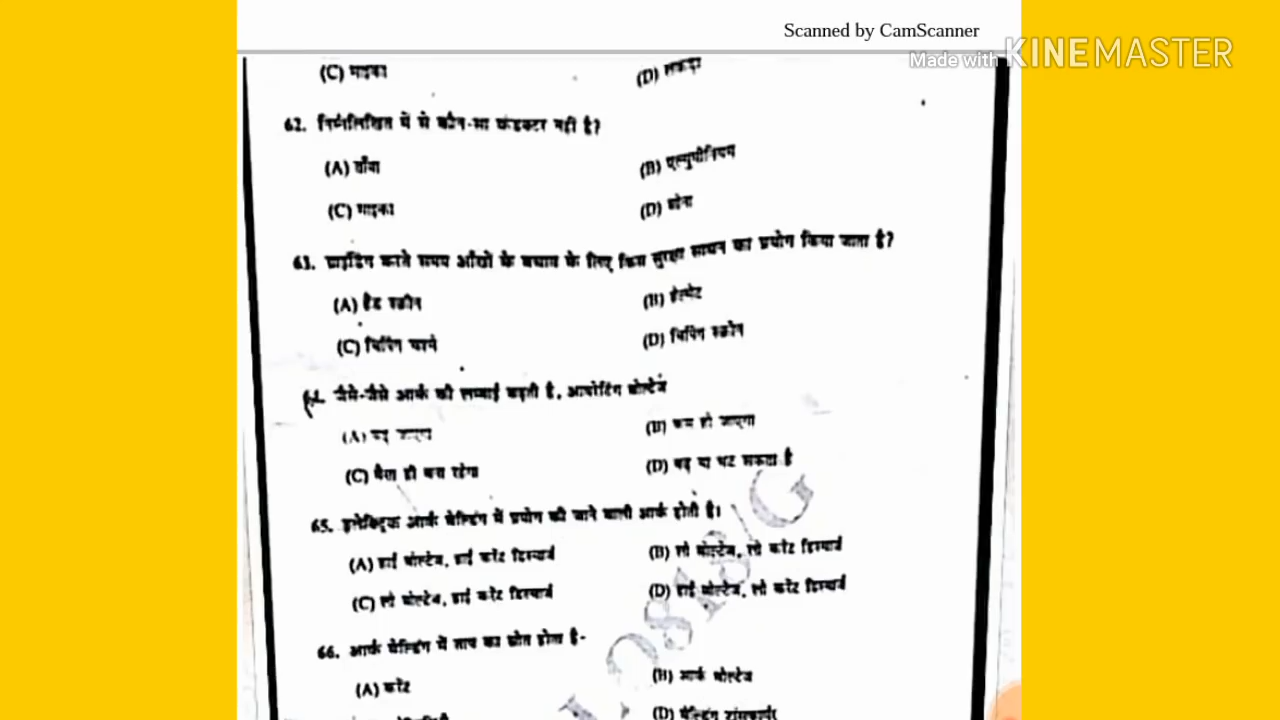 Scanned by CamScanner
Made with KINEMASTER
(C) माइका
(D) लकड़ी
62. निम्नलिखित में से कौन-सा कंडक्टर नहीं है?
(A) ताँबा
(B) एल्युमीनियम
(C) माइका
(D) सोना
63. ग्राइंडिंग करते समय आँखों के बचाव के लिए किस सुरक्षा साधन का प्रयोग किया जाता है?
(A) हैंड स्क्रीन
(B) हेल्मेट
(C) चिपिंग चश्मे
(D) चिपिंग स्क्रीन
64. जैसे-जैसे आर्क की लम्बाई बढ़ती है, आपरेटिंग वोल्टेज
(A) बढ़ जाएगा
(B) कम हो जाएगा
(C) वैसा ही बना रहेगा
(D) बढ़ या घट सकता है
65. इलेक्ट्रिक आर्क वेल्डिंग में प्रयोग की जाने वाली आर्क होती है।
(A) हाई वोल्टेज, हाई करेंट डिस्चार्ज
(B) लो वोल्टेज, लो करेंट डिस्चार्ज
(C) लो वोल्टेज, हाई करेंट डिस्चार्ज
(D) हाई वोल्टेज, लो करेंट डिस्चार्ज
66. आर्क वेल्डिंग में ताप का स्रोत होता है-
(A) करेंट
(B) आर्क वोल्टेज
(D) वेल्डिंग ट्रांसफार्मर